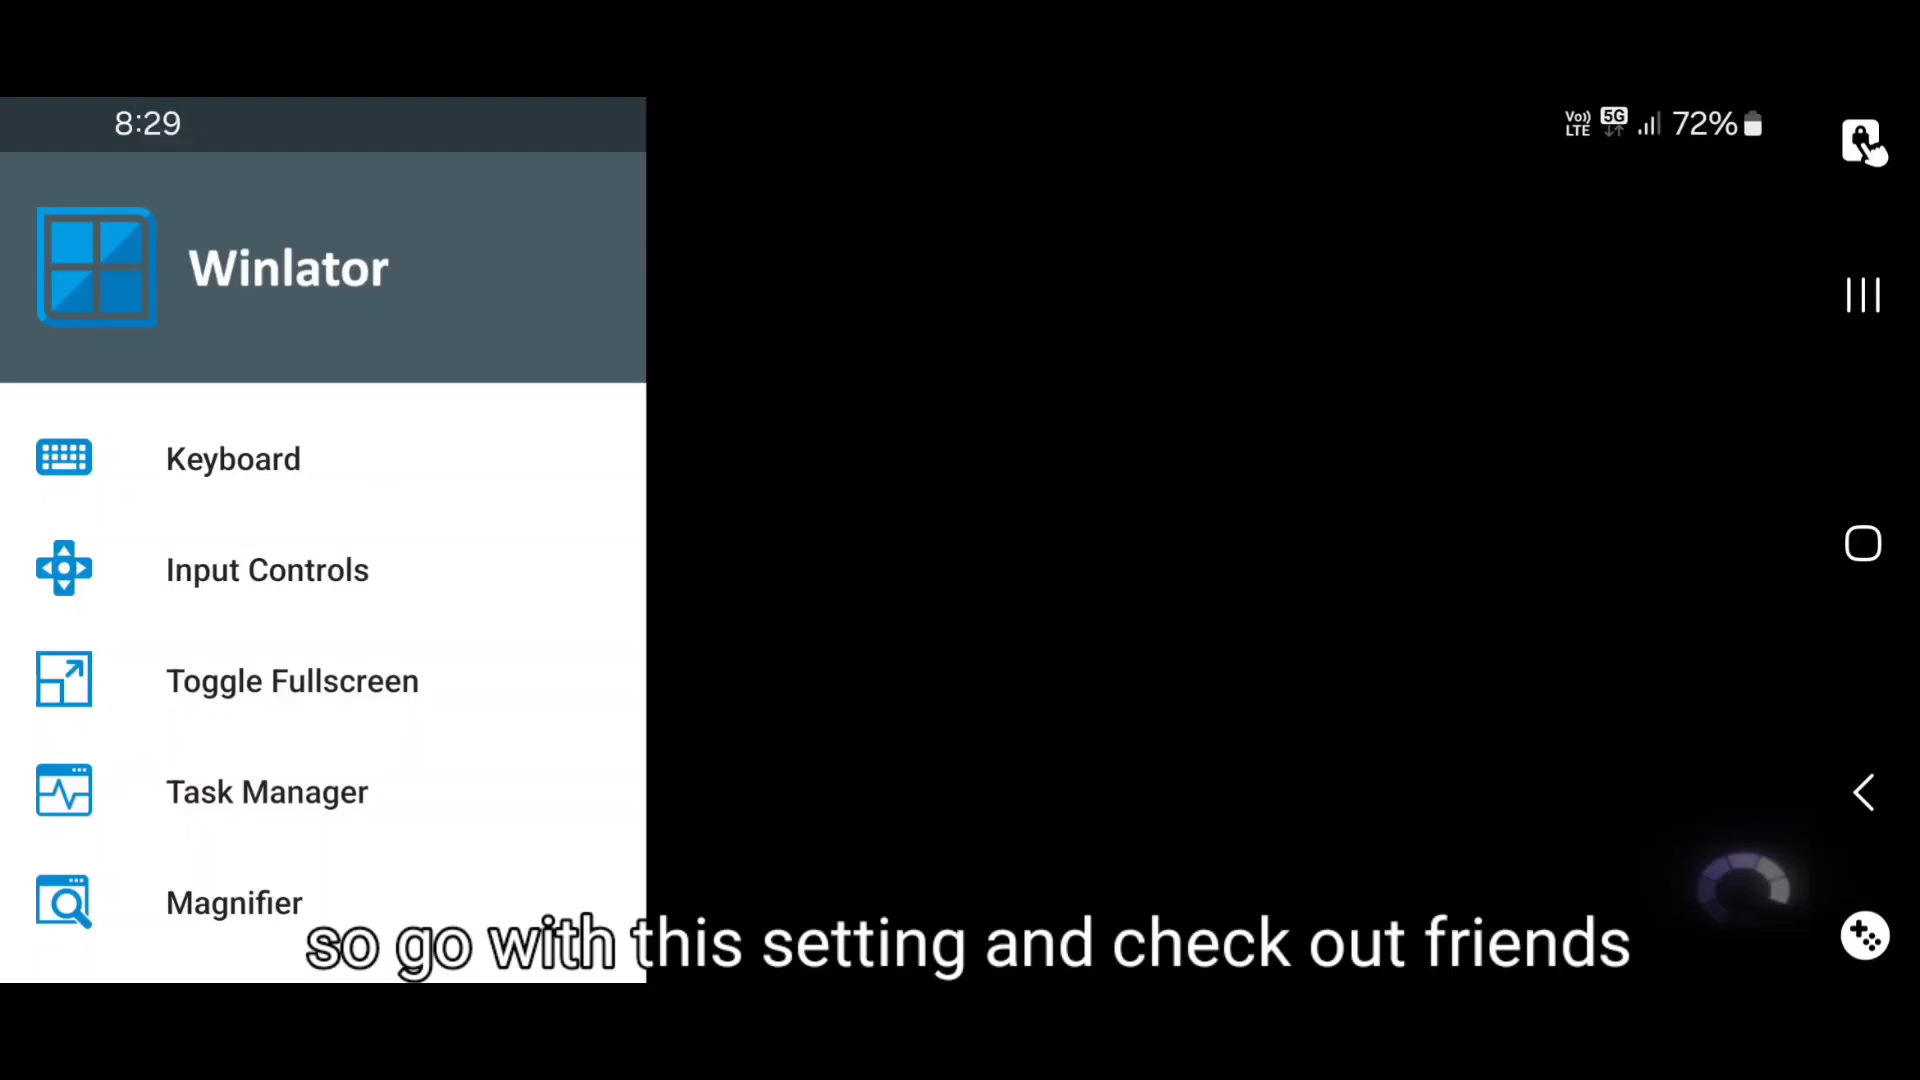 8:29
Vo)) LTE 5G 72%
Winlator
Keyboard
Input Controls
Toggle Fullscreen
Task Manager
Magnifier
so go with this setting and check out friends